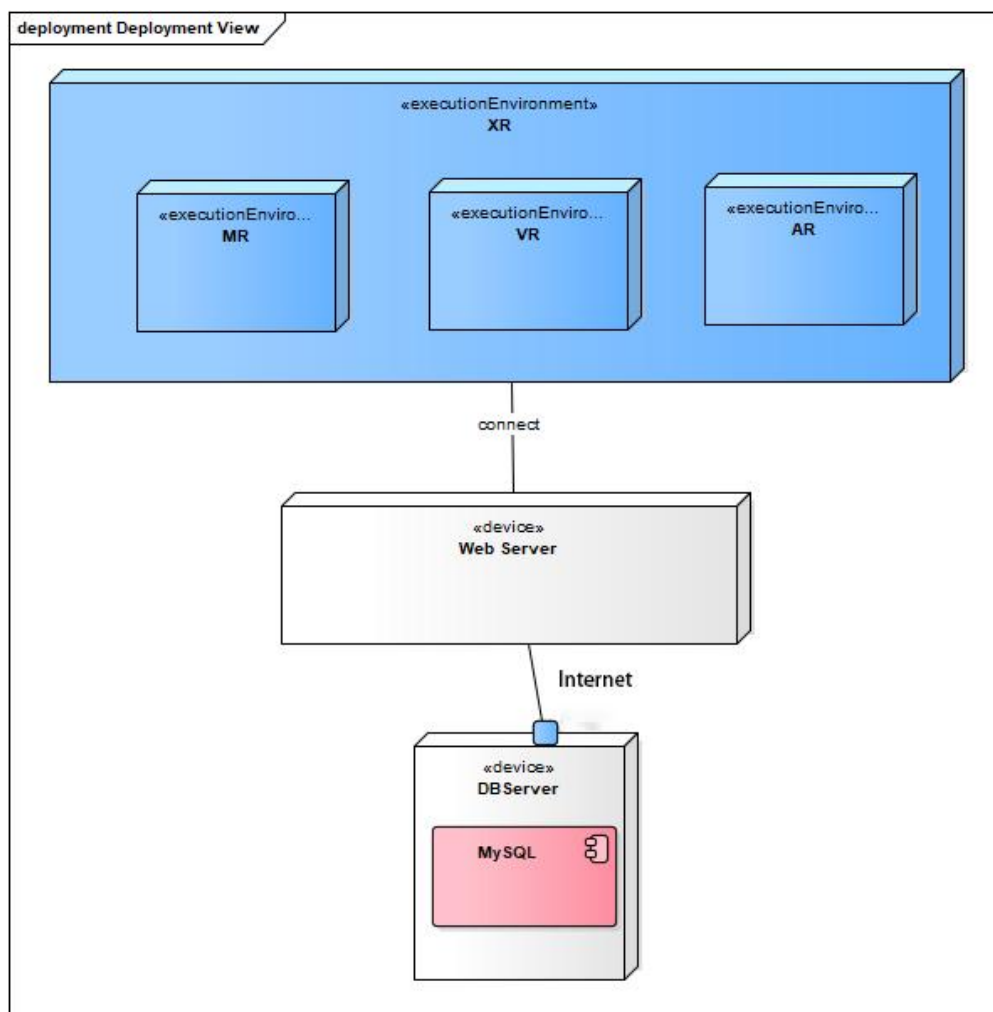 deployment Deployment View
«executionEnvironment»
XR
«executionEnviro...
MR
«executionEnviro...
VR
«executionEnviro...
AR
connect
«device»
Web Server
Internet
«device»
DBServer
MySQL